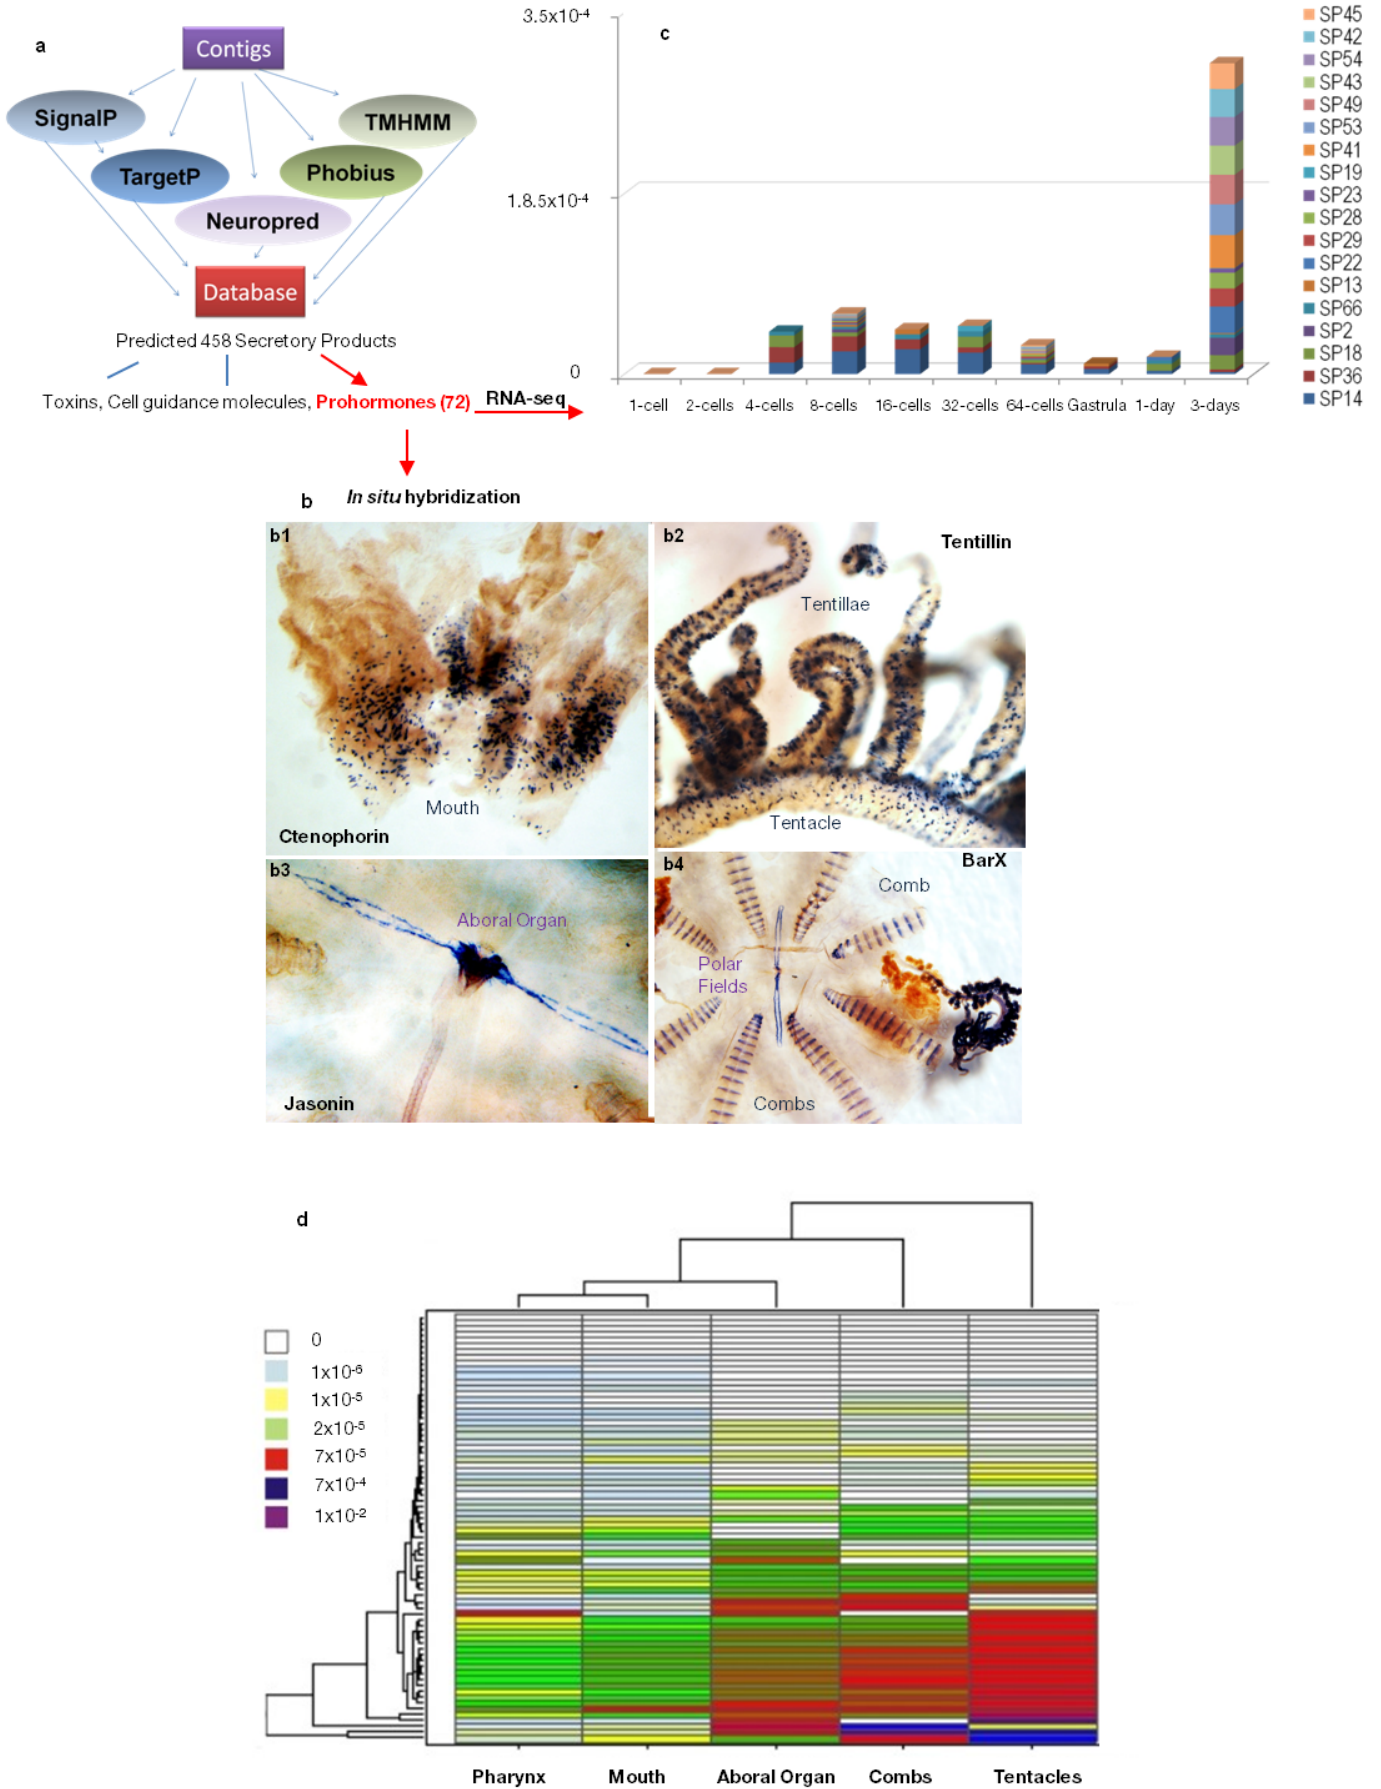 a
Contigs
SignalP
TMHMM
TargetP
Phobius
Neuropred
Database
Predicted 458 Secretory Products
Toxins, Cell guidance molecules, Prohormones (72)
RNA-seq
c
3.5x10-4
1.8.5x10-4
0
1-cell 2-cells 4-cells 8-cells 16-cells 32-cells 64-cells Gastrula 1-day 3-days
SP45
SP42
SP54
SP43
SP49
SP53
SP41
SP19
SP23
SP28
SP29
SP22
SP13
SP66
SP2
SP18
SP36
SP14
b In situ hybridization
b1
Mouth
Ctenophorin
b2
Tentillin
Tentillae
Tentacle
b3
Aboral Organ
Jasonin
b4
BarX
Comb
Polar
Fields
Combs
d
0
1x10-6
1x10-5
2x10-5
7x10-5
7x10-4
1x10-2
Pharynx Mouth Aboral Organ Combs Tentacles